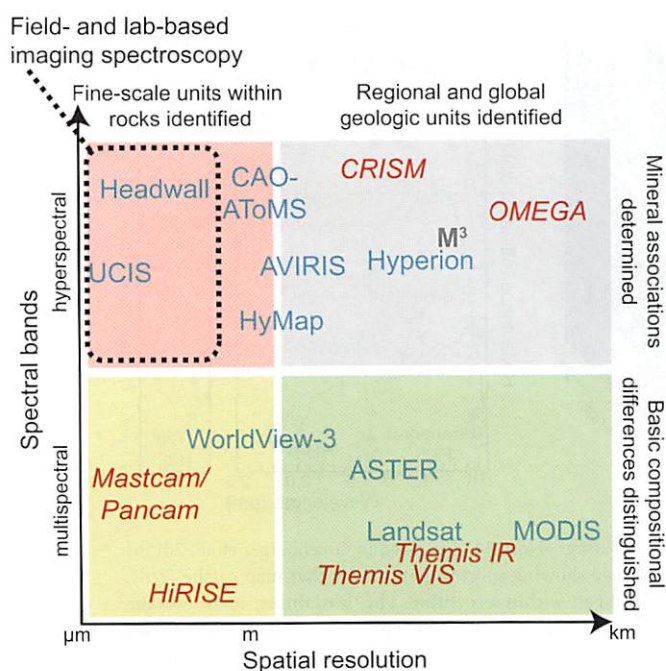 Field- and lab-based
imaging spectroscopy
Fine-scale units within
rocks identified
Regional and global
geologic units identified
Headwall
CAO-
AToMS
CRISM
OMEGA
M³
UCIS
AVIRIS
Hyperion
HyMap
WorldView-3
ASTER
Mastcam/
Pancam
Landsat
MODIS
Themis IR
Themis VIS
HiRISE
Spectral bands
hyperspectral
multispectral
Mineral associations
determined
Basic compositional
differences distinguished
µm
m
km
Spatial resolution